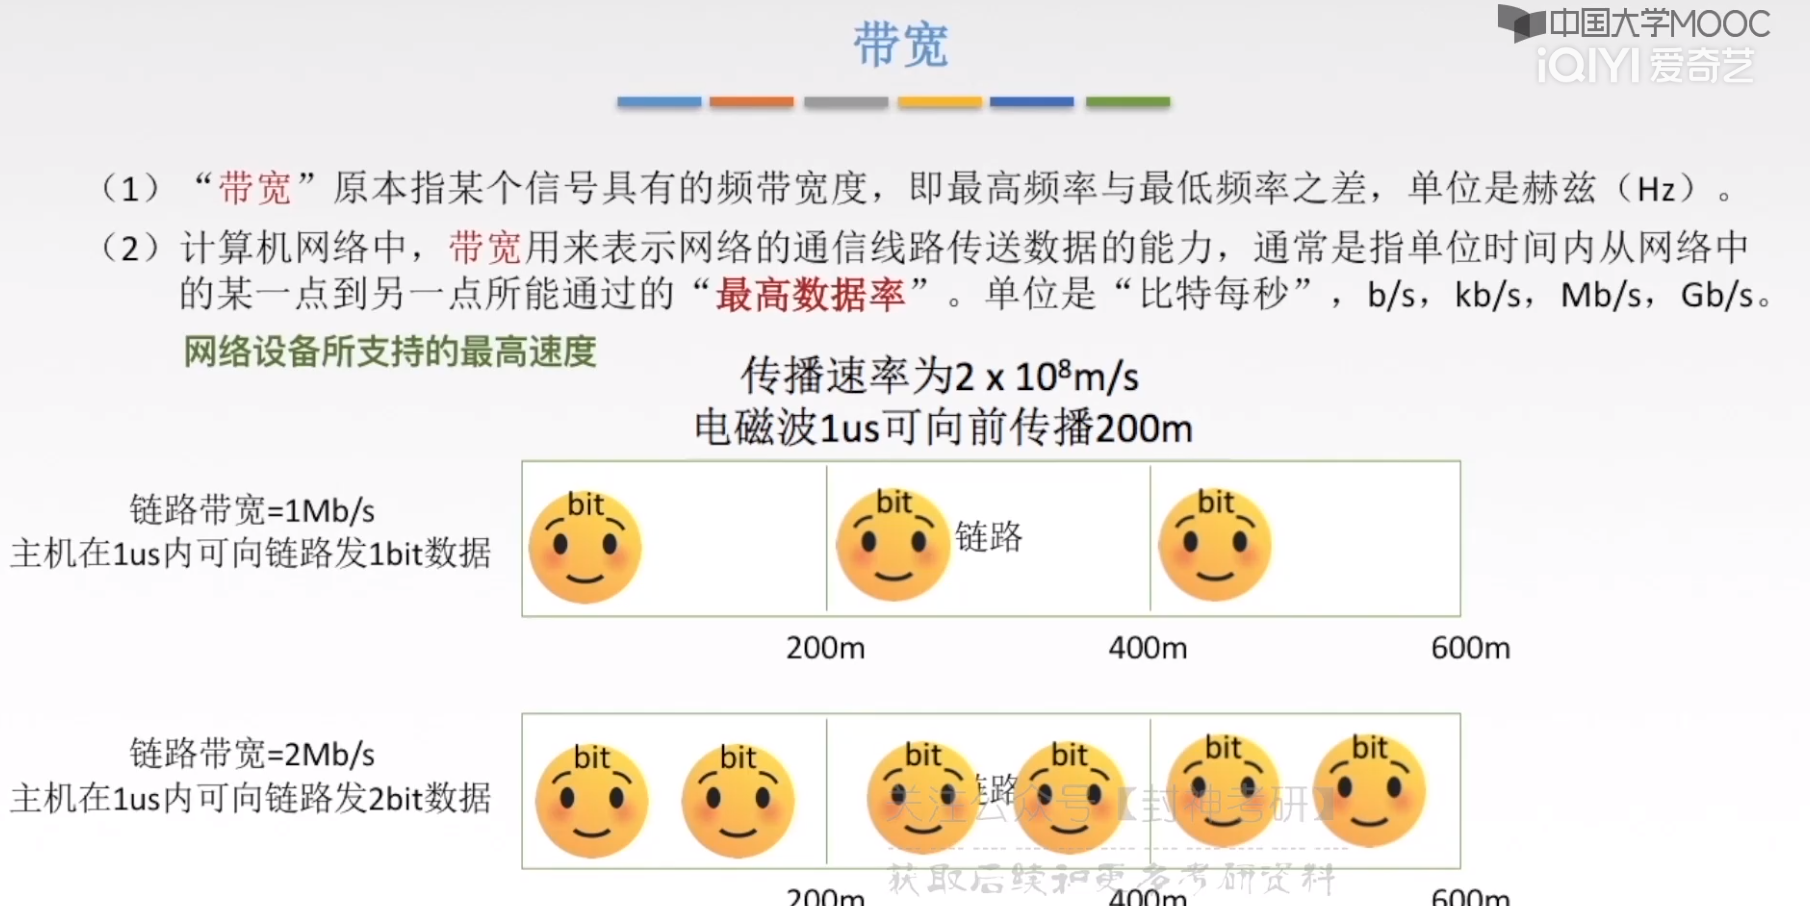 中国大学MOOC
iQIYI 爱奇艺
带宽
（1）“带宽”原本指某个信号具有的频带宽度，即最高频率与最低频率之差，单位是赫兹（Hz）。
（2）计算机网络中，带宽用来表示网络的通信线路传送数据的能力，通常是指单位时间内从网络中
的某一点到另一点所能通过的“最高数据率”。单位是“比特每秒”，b/s，kb/s，Mb/s，Gb/s。
网络设备所支持的最高速度
传播速率为2 x 10⁸m/s
电磁波1us可向前传播200m
链路带宽=1Mb/s
主机在1us内可向链路发1bit数据
bit bit 链路 bit
200m 400m 600m
链路带宽=2Mb/s
主机在1us内可向链路发2bit数据
bit bit bit 链路 bit bit bit
关注公众号【封神考研】
获取后续和更多考研资料
200m 400m 600m